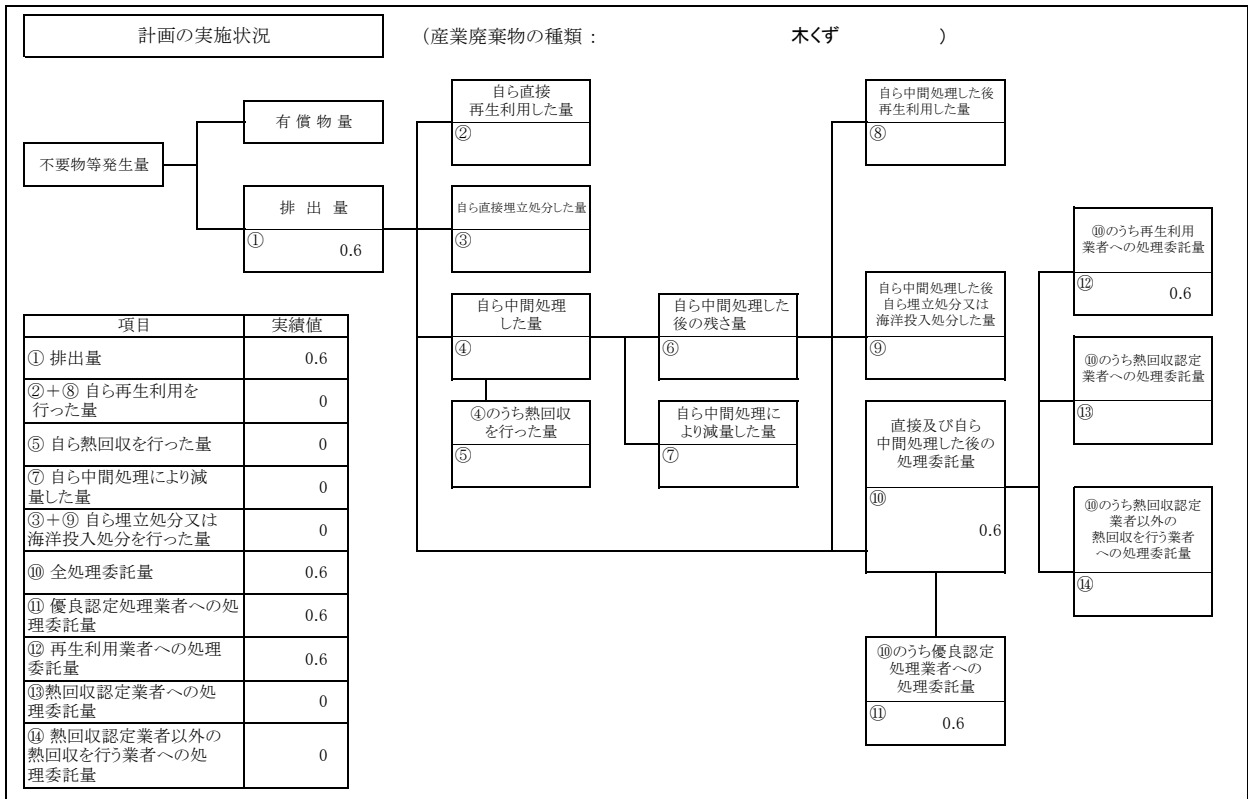 計画の実施状況
(産業廃棄物の種類： 木くず )
不要物等発生量
有 償 物 量
排 出 量
① 0.6
自ら直接
再生利用した量
②
自ら直接埋立処分した量
③
自ら中間処理
した量
④
④のうち熱回収
を行った量
⑤
自ら中間処理した
後の残さ量
⑥
自ら中間処理に
より減量した量
⑦
自ら中間処理した後
再生利用した量
⑧
自ら中間処理した後
自ら埋立処分又は
海洋投入処分した量
⑨
直接及び自ら
中間処理した後の
処理委託量
⑩
0.6
⑩のうち優良認定
処理業者への
処理委託量
⑪ 0.6
⑩のうち再生利用
業者への処理委託量
⑫ 0.6
⑩のうち熱回収認定
業者への処理委託量
⑬
⑩のうち熱回収認定
業者以外の
熱回収を行う業者
への処理委託量
⑭
項目 実績値
① 排出量 0.6
②＋⑧ 自ら再生利用を
行った量 0
⑤ 自ら熱回収を行った量 0
⑦ 自ら中間処理により減
量した量 0
③＋⑨ 自ら埋立処分又は
海洋投入処分を行った量 0
⑩ 全処理委託量 0.6
⑪ 優良認定処理業者への処
理委託量 0.6
⑫ 再生利用業者への処理
委託量 0.6
⑬熱回収認定業者への処
理委託量 0
⑭ 熱回収認定業者以外の
熱回収を行う業者への処
理委託量 0